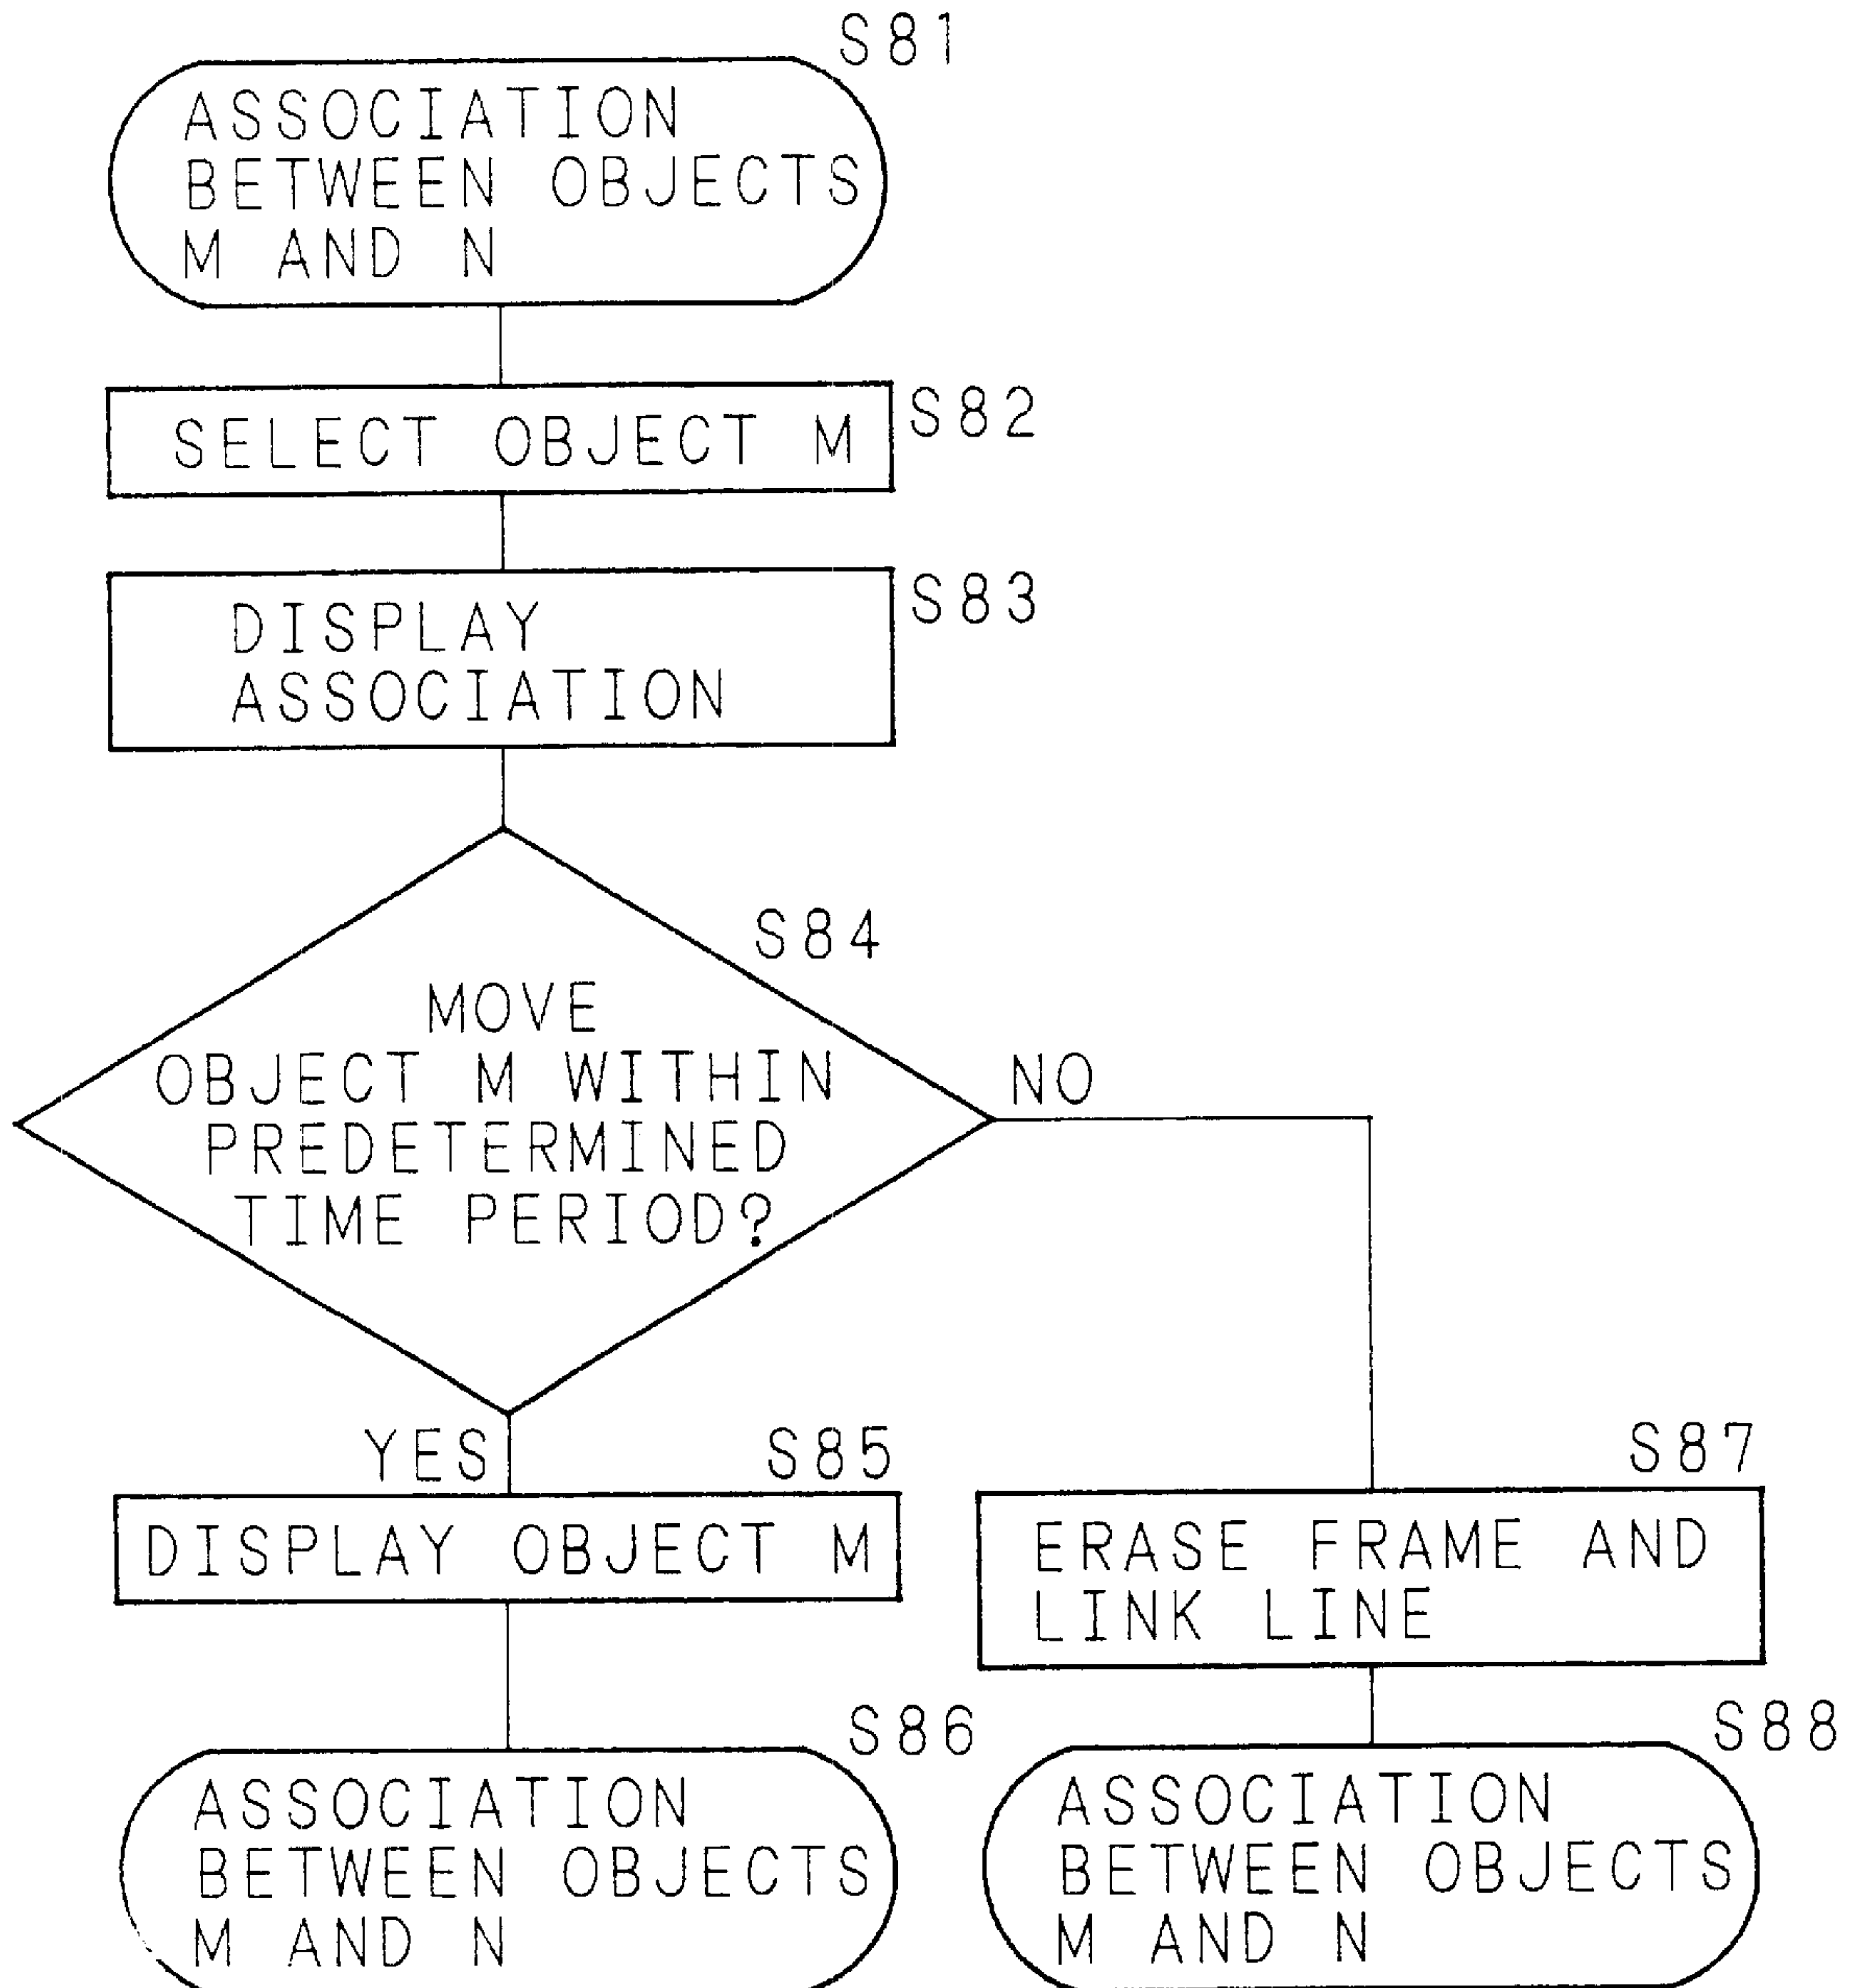 S81
ASSOCIATION
BETWEEN OBJECTS
M AND N
SELECT OBJECT M
S82
DISPLAY
ASSOCIATION
S83
S84
MOVE
OBJECT M WITHIN
PREDETERMINED
TIME PERIOD?
NO
YES
S85
DISPLAY OBJECT M
S87
ERASE FRAME AND
LINK LINE
S86
ASSOCIATION
BETWEEN OBJECTS
M AND N
S88
ASSOCIATION
BETWEEN OBJECTS
M AND N